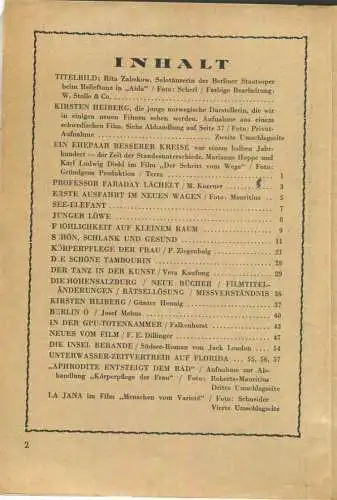 INHALT
TITELBILD: Rita Zabekow, Solotänzerin der Berliner Staatsoper
beim Relieftanz in „Aida“ / Foto: Scherl / Farbige Bearbeitung:
W. Stollo & Co.
KIRSTEN HEIBERG, die junge norwegische Darstellerin, die wir
in einigen neuen Filmen sehen werden. Aufnahme aus einem
schwedischen Film. Siehe Abhandlung auf Seite 37 / Foto: Privat-
Aufnahme . . . . . . . . . . Zweite Umschlagseite
EIN EHEPAAR BESSERER KREISE vor einem halben Jahr-
hundert — der Zeit der Standesunterschiede. Marianne Hoppe und
Karl Ludwig Diehl im Film „Der Schritt vom Wege“ / Foto:
Gründgens Produktion / Terra . . . . . . . . 1
PROFESSOR FARADAY LÄCHELT / M. Koerner . . . 3
ERSTE AUSFAHRT IM NEUEN WAGEN / Foto: Mauritius . 5
SEE-ELEFANT . . . . . . . . . . 7
JUNGER LÖWE . . . . . . . . . . 8
F ÖHLICHKEIT AUF KLEINEM RAUM . . . . . 9
S HÖN, SCHLANK UND GESUND . . . . . . 11
KÖRPERPFLEGE DER FRAU / P. Ziegenbalg . . . . 21
D.E SCHÖNE TAMBOURIN . . . . . . . 28
DER TANZ IN DER KUNST / Vera Kaufung . . . . 29
DIE HOHENSALZBURG / NEUE BÜCHER / FILMTITEL-
ÄNDERUNGEN / RÄTSELLÖSUNG / MISSVERSTÄNDNIS 36
KIRSTEN HEIBERG / Günter Hennig . . . . . 37
BERLIN O / Josef Mohns . . . . . . . . 40
IN DER GPU-TOTENKAMMER / Falkenhorst . . . . 42
NEUES VOM FILM / F. E. Dillinger . . . . . . 47
DIE INSEL BERANDE / Südsee-Roman von Jack London . . 54
UNTERWASSER-ZEITVERTREIB AUF FLORIDA . . 55, 56, 57
„APHRODITE ENTSTEIGT DEM BAD“ / Aufnahme zur Ab-
handlung „Körperpflege der Frau“ / Foto: Roberts-Mauritius
Dritte Umschlagseite
LA JANA im Film „Menschen vom Varieté“ / Foto: Schneider
Vierte Umschlagseite
2